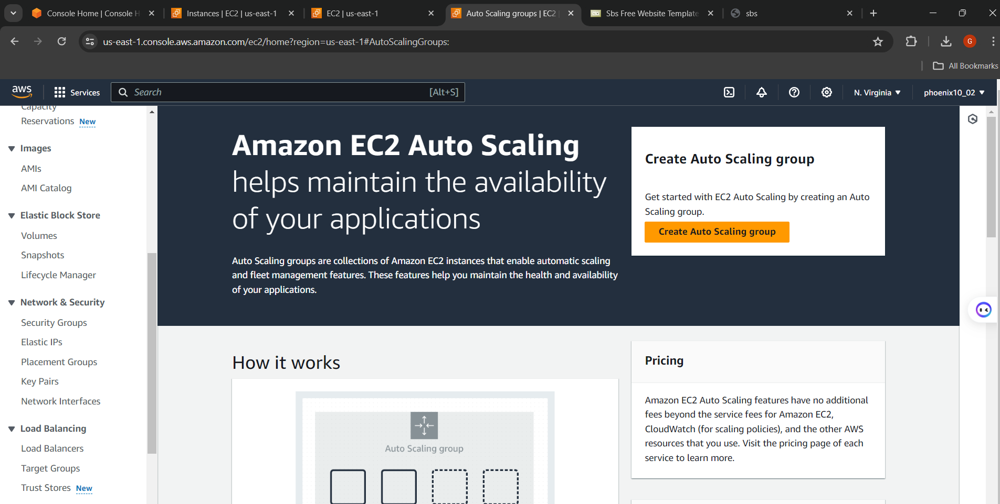 Console Home | Console H
Instances | EC2 | us-east-1
EC2 | us-east-1
Auto Scaling groups | EC2 |
Sbs Free Website Template
sbs
us-east-1.console.aws.amazon.com/ec2/home?region=us-east-1#AutoScalingGroups:
G
All Bookmarks
aws
Services
Search
[Alt+S]
N. Virginia
phoenix10_02
Capacity
Reservations New
Images
AMIs
AMI Catalog
Elastic Block Store
Volumes
Snapshots
Lifecycle Manager
Network & Security
Security Groups
Elastic IPs
Placement Groups
Key Pairs
Network Interfaces
Load Balancing
Load Balancers
Target Groups
Trust Stores New
Amazon EC2 Auto Scaling
helps maintain the availability
of your applications
Auto Scaling groups are collections of Amazon EC2 instances that enable automatic scaling
and fleet management features. These features help you maintain the health and availability
of your applications.
Create Auto Scaling group
Get started with EC2 Auto Scaling by creating an Auto
Scaling group.
Create Auto Scaling group
How it works
Auto Scaling group
Pricing
Amazon EC2 Auto Scaling features have no additional
fees beyond the service fees for Amazon EC2,
CloudWatch (for scaling policies), and the other AWS
resources that you use. Visit the pricing page of each
service to learn more.